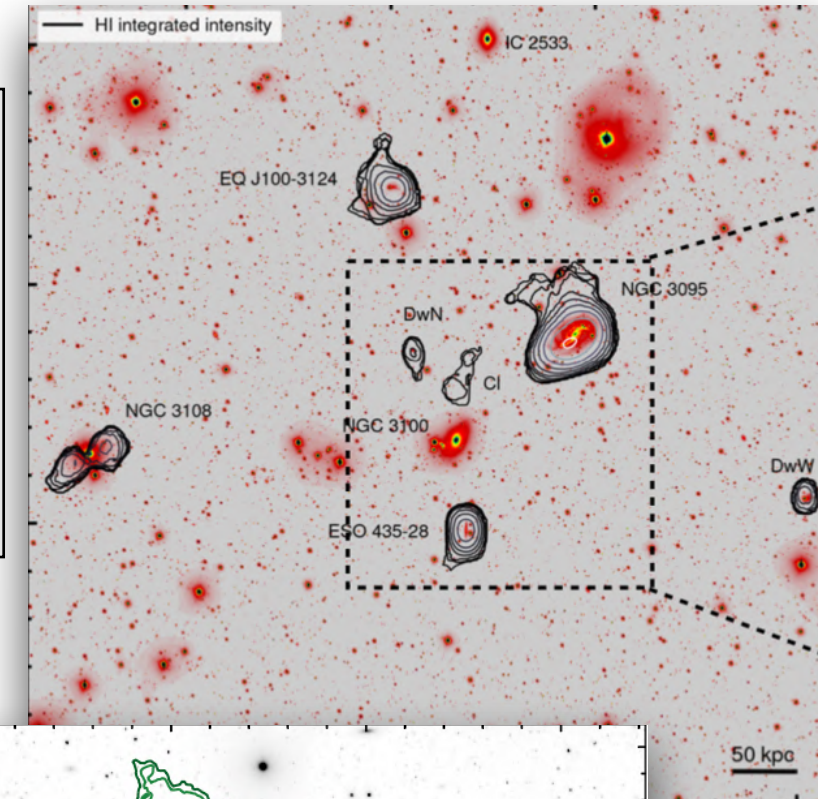 HI integrated intensity
IC 2533
EQ J100-3124
NGC 3095
DwN
Cl
NGC 3108
NGC 3100
DwW
ESO 435-28
50 kpc